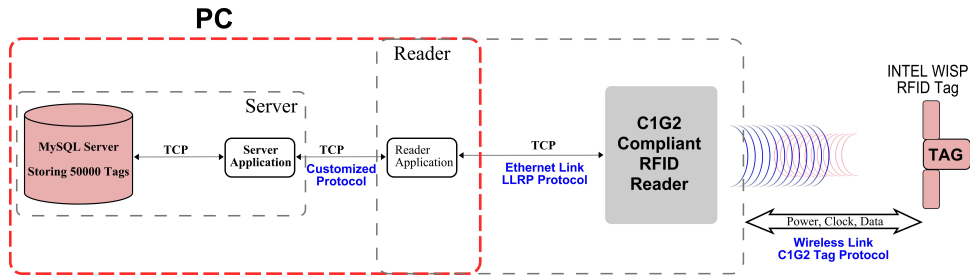 PC
Reader
Server
MySQL Server
Storing 50000 Tags
TCP
Server
Application
TCP
Customized
Protocol
Reader
Application
TCP
Ethernet Link
LLRP Protocol
C1G2
Compliant
RFID
Reader
INTEL WISP
RFID Tag
TAG
Power, Clock, Data
Wireless Link
C1G2 Tag Protocol